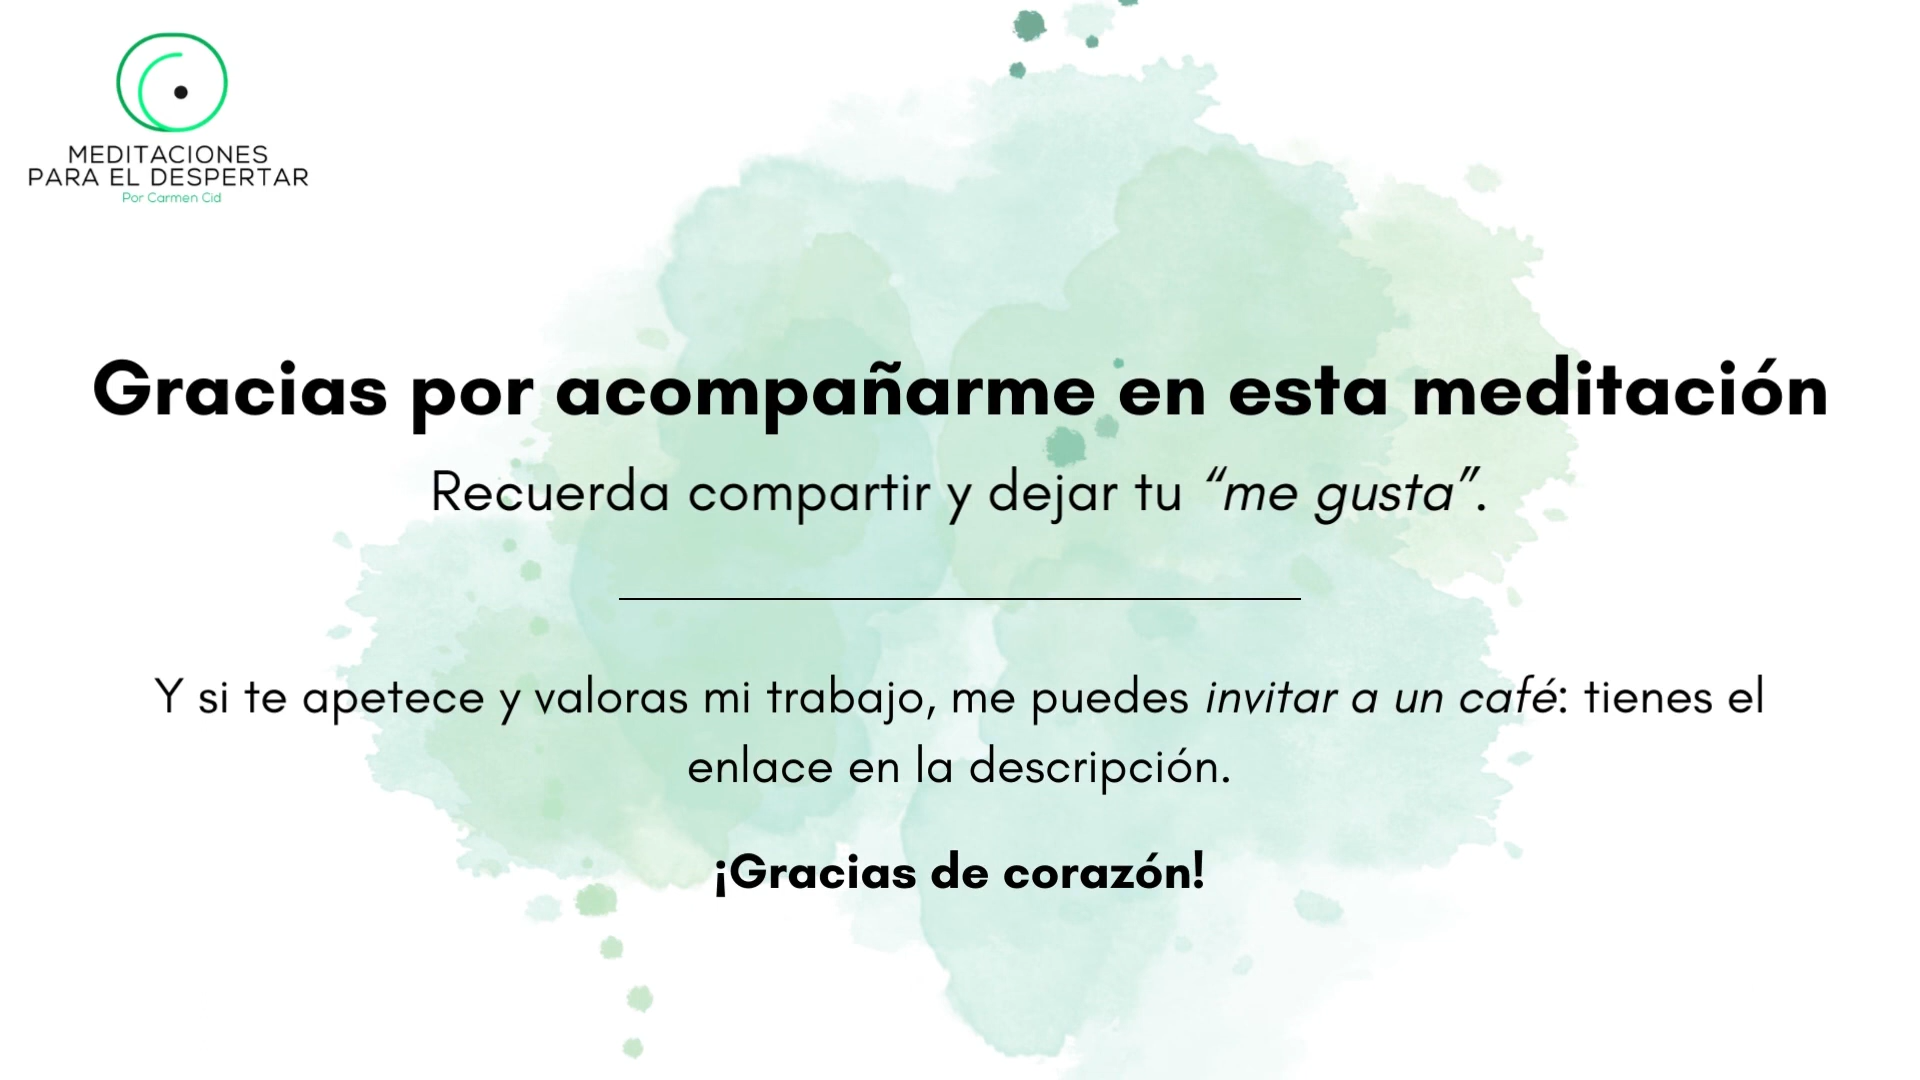 MEDITACIONES
PARA EL DESPERTAR
Por Carmen Cid
Gracias por acompañarme en esta meditación
Recuerda compartir y dejar tu “me gusta”.
Y si te apetece y valoras mi trabajo, me puedes invitar a un café: tienes el
enlace en la descripción.
¡Gracias de corazón!